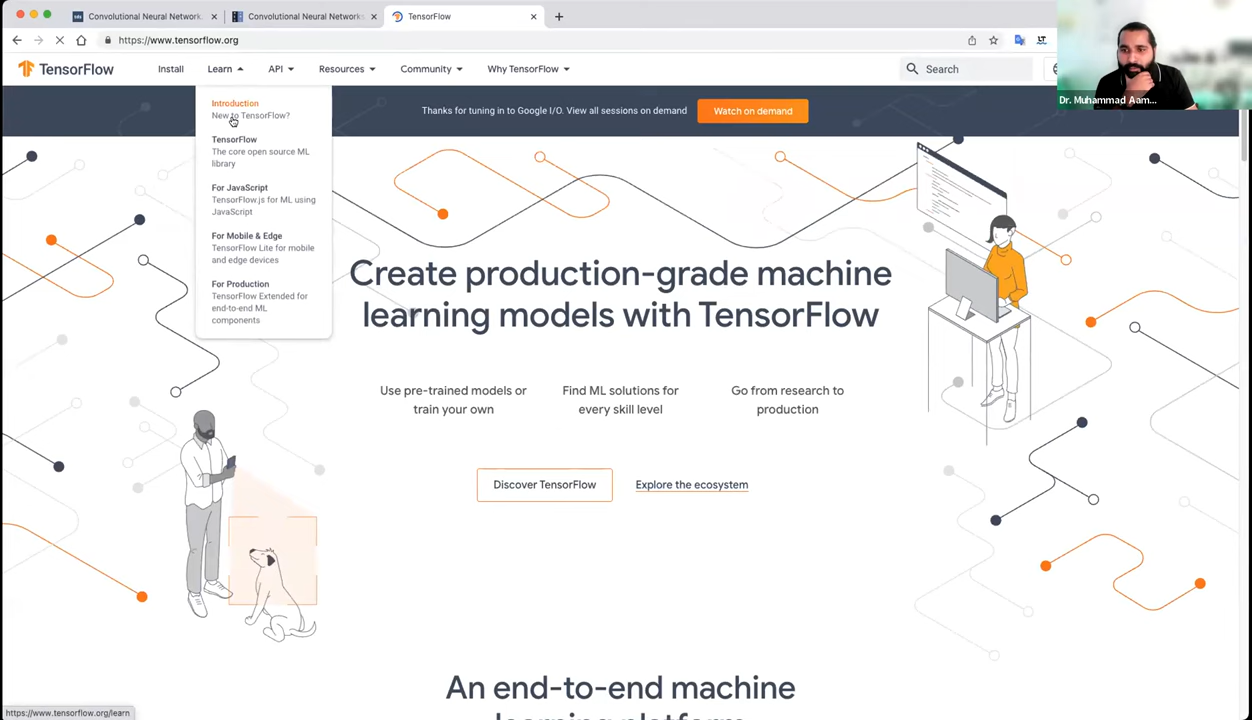 Convolutional Neural Network
Convolutional Neural Networks
TensorFlow
https://www.tensorflow.org
LT
TensorFlow
Install
Learn
API
Resources
Community
Why TensorFlow
Search
Dr. Muhammad Aam...
Introduction
New to TensorFlow?
TensorFlow
The core open source ML
library
For JavaScript
TensorFlow.js for ML using
JavaScript
For Mobile & Edge
TensorFlow Lite for mobile
and edge devices
For Production
TensorFlow Extended for
end-to-end ML
components
Thanks for tuning in to Google I/O. View all sessions on demand
Watch on demand
Create production-grade machine
learning models with TensorFlow
Use pre-trained models or
train your own
Find ML solutions for
every skill level
Go from research to
production
Discover TensorFlow
Explore the ecosystem
An end-to-end machine
learning platform
https://www.tensorflow.org/learn